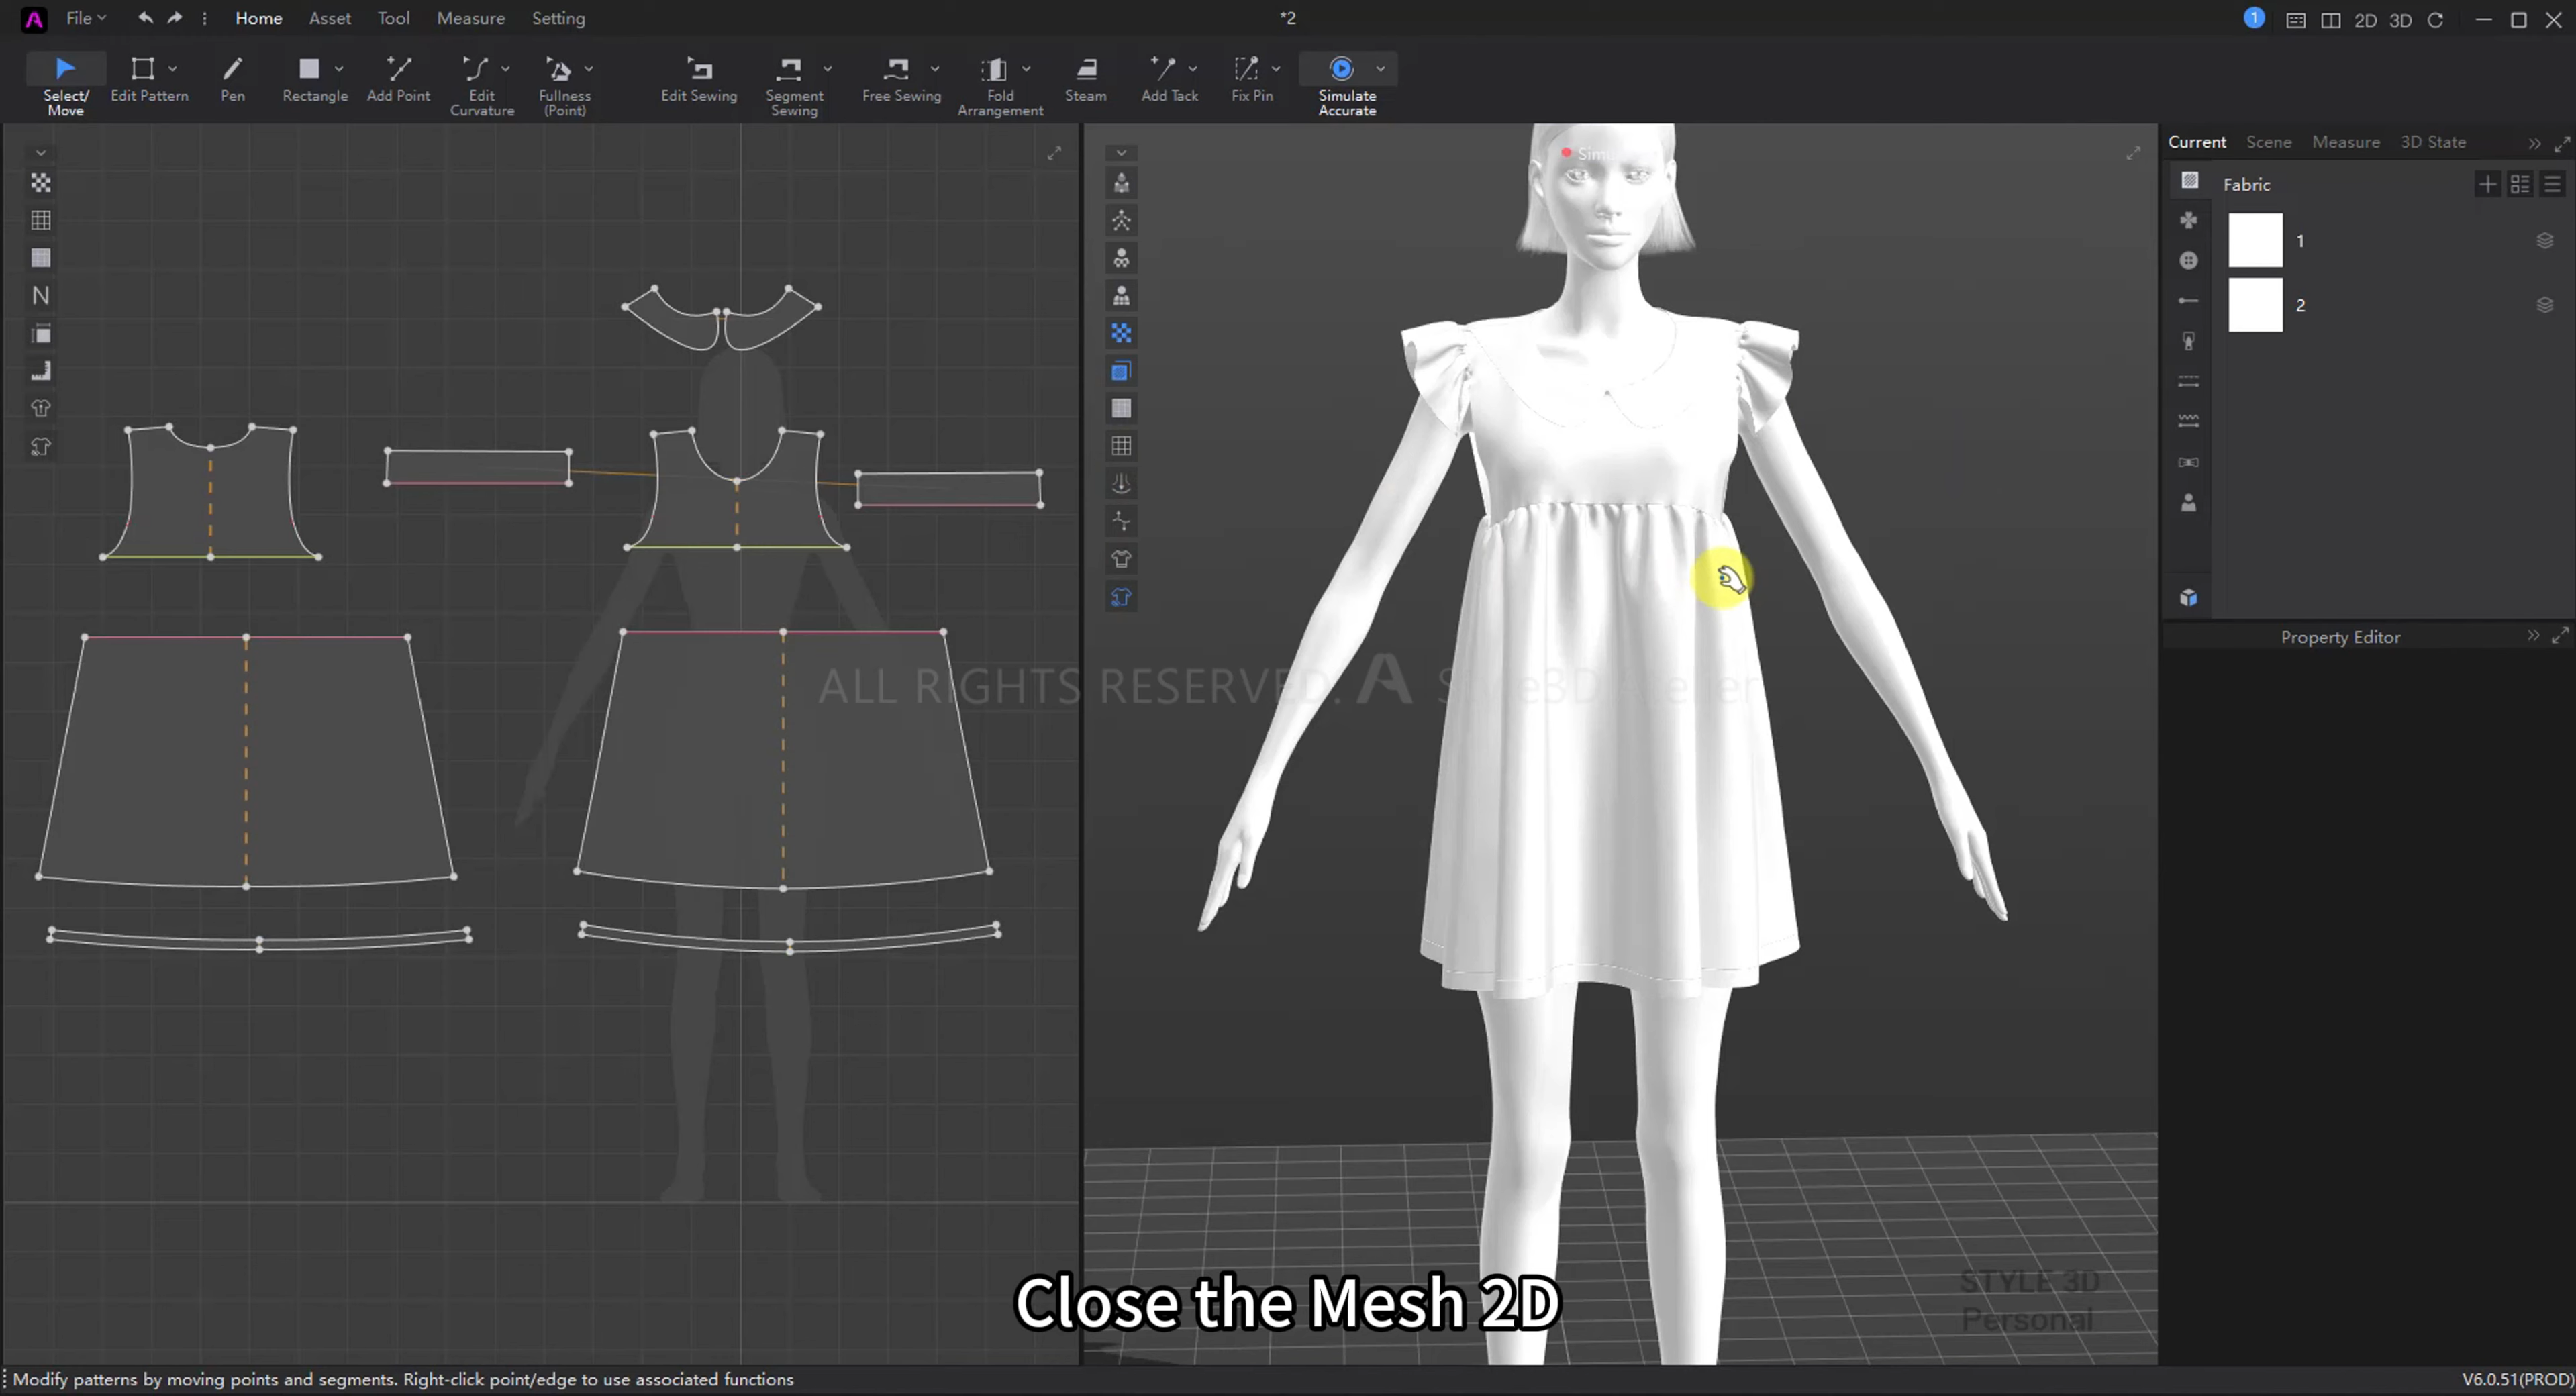 File
Home
Asset
Tool
Measure
Setting
*2
1
2D
3D
Select/
Move
Edit Pattern
Pen
Rectangle
Add Point
Edit
Curvature
Fullness
(Point)
Edit Sewing
Segment
Sewing
Free Sewing
Fold
Arrangement
Steam
Add Tack
Fix Pin
Simulate
Accurate
N
Current
Scene
Measure
3D State
Fabric
1
2
Property Editor
ALL RIGHTS RESERVED. A Style3D Atelier
STYLE 3D
Personal
Close the Mesh 2D
Modify patterns by moving points and segments. Right-click point/edge to use associated functions
V6.0.51(PROD)